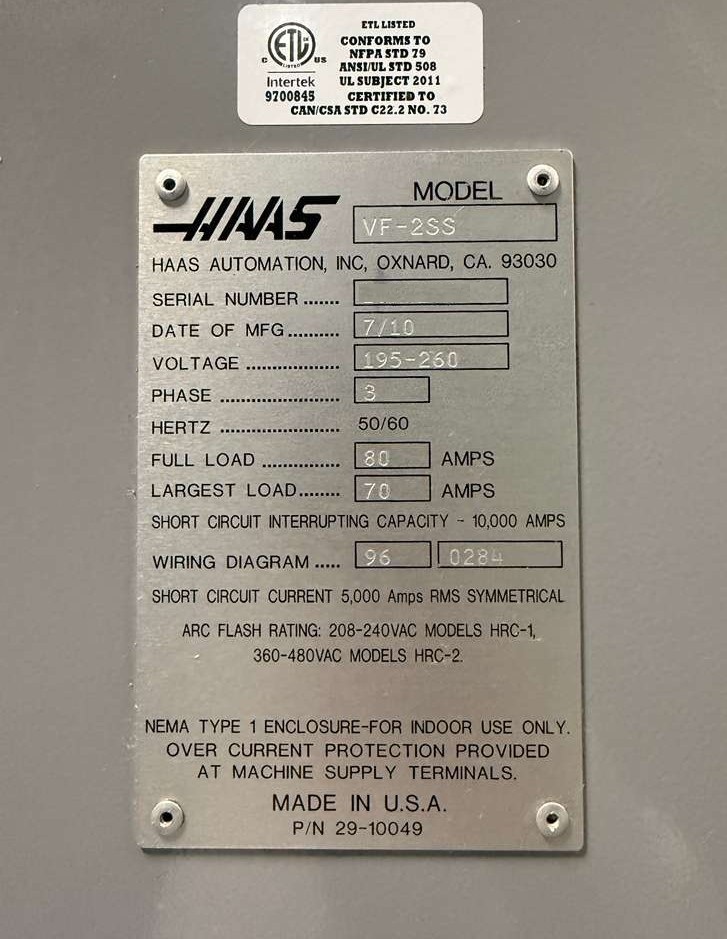 ETL LISTED
CONFORMS TO
NFPA STD 79
ANSI/UL STD 508
UL SUBJECT 2011
CERTIFIED TO
CAN/CSA STD C22.2 NO. 73
C ETL US
LISTED
Intertek
9700845
HAAS
MODEL
VF-2SS
HAAS AUTOMATION, INC, OXNARD, CA. 93030
SERIAL NUMBER .......
DATE OF MFG.......... 7/10
VOLTAGE .................. 195-260
PHASE ....................... 3
HERTZ ....................... 50/60
FULL LOAD ............... 80 AMPS
LARGEST LOAD........ 70 AMPS
SHORT CIRCUIT INTERRUPTING CAPACITY - 10,000 AMPS
WIRING DIAGRAM ..... 96 0284
SHORT CIRCUIT CURRENT 5,000 Amps RMS SYMMETRICAL
ARC FLASH RATING: 208-240VAC MODELS HRC-1,
360-480VAC MODELS HRC-2.
NEMA TYPE 1 ENCLOSURE-FOR INDOOR USE ONLY.
OVER CURRENT PROTECTION PROVIDED
AT MACHINE SUPPLY TERMINALS.
MADE IN U.S.A.
P/N 29-10049